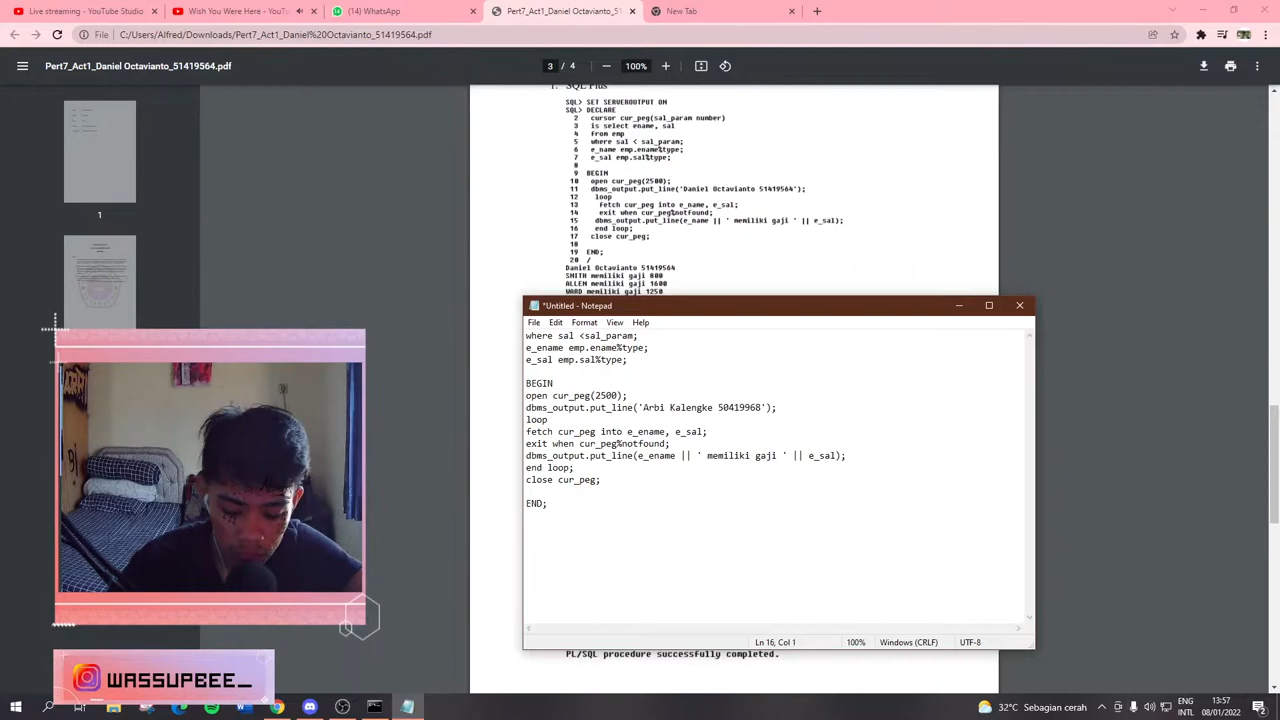 Live streaming - YouTube Studio
Wish You Were Here - YouT
(14) WhatsApp
Pert7_Act1_Daniel Octavianto_51
New Tab
File
C:/Users/Alfred/Downloads/Pert7_Act1_Daniel%20Octavianto_51419564.pdf
Pert7_Act1_Daniel Octavianto_51419564.pdf
3 / 4
100%
1
1. SQL Plus
SQL> SET SERVEROUTPUT ON
SQL> DECLARE
2 cursor cur_peg(sal_param number)
3 is select ename, sal
4 from emp
5 where sal < sal_param;
6 e_name emp.ename%type;
7 e_sal emp.sal%type;
8
9 BEGIN
10 open cur_peg(2500);
11 dbms_output.put_line('Daniel Octavianto 51419564');
12 loop
13 fetch cur_peg into e_name, e_sal;
14 exit when cur_peg%notfound;
15 dbms_output.put_line(e_name || ' memiliki gaji ' || e_sal);
16 end loop;
17 close cur_peg;
18
19 END;
20 /
Daniel Octavianto 51419564
SMITH memiliki gaji 800
ALLEN memiliki gaji 1600
WARD memiliki gaji 1250
*Untitled - Notepad
File Edit Format View Help
where sal <sal_param;
e_ename emp.ename%type;
e_sal emp.sal%type;
BEGIN
open cur_peg(2500);
dbms_output.put_line('Arbi Kalengke 50419968');
loop
fetch cur_peg into e_ename, e_sal;
exit when cur_peg%notfound;
dbms_output.put_line(e_ename || ' memiliki gaji ' || e_sal);
end loop;
close cur_peg;
END;
Ln 16, Col 1
100%
Windows (CRLF)
UTF-8
PL/SQL procedure successfully completed.
WASSUPBEE_
32°C Sebagian cerah
ENG
INTL
13:57
08/01/2022